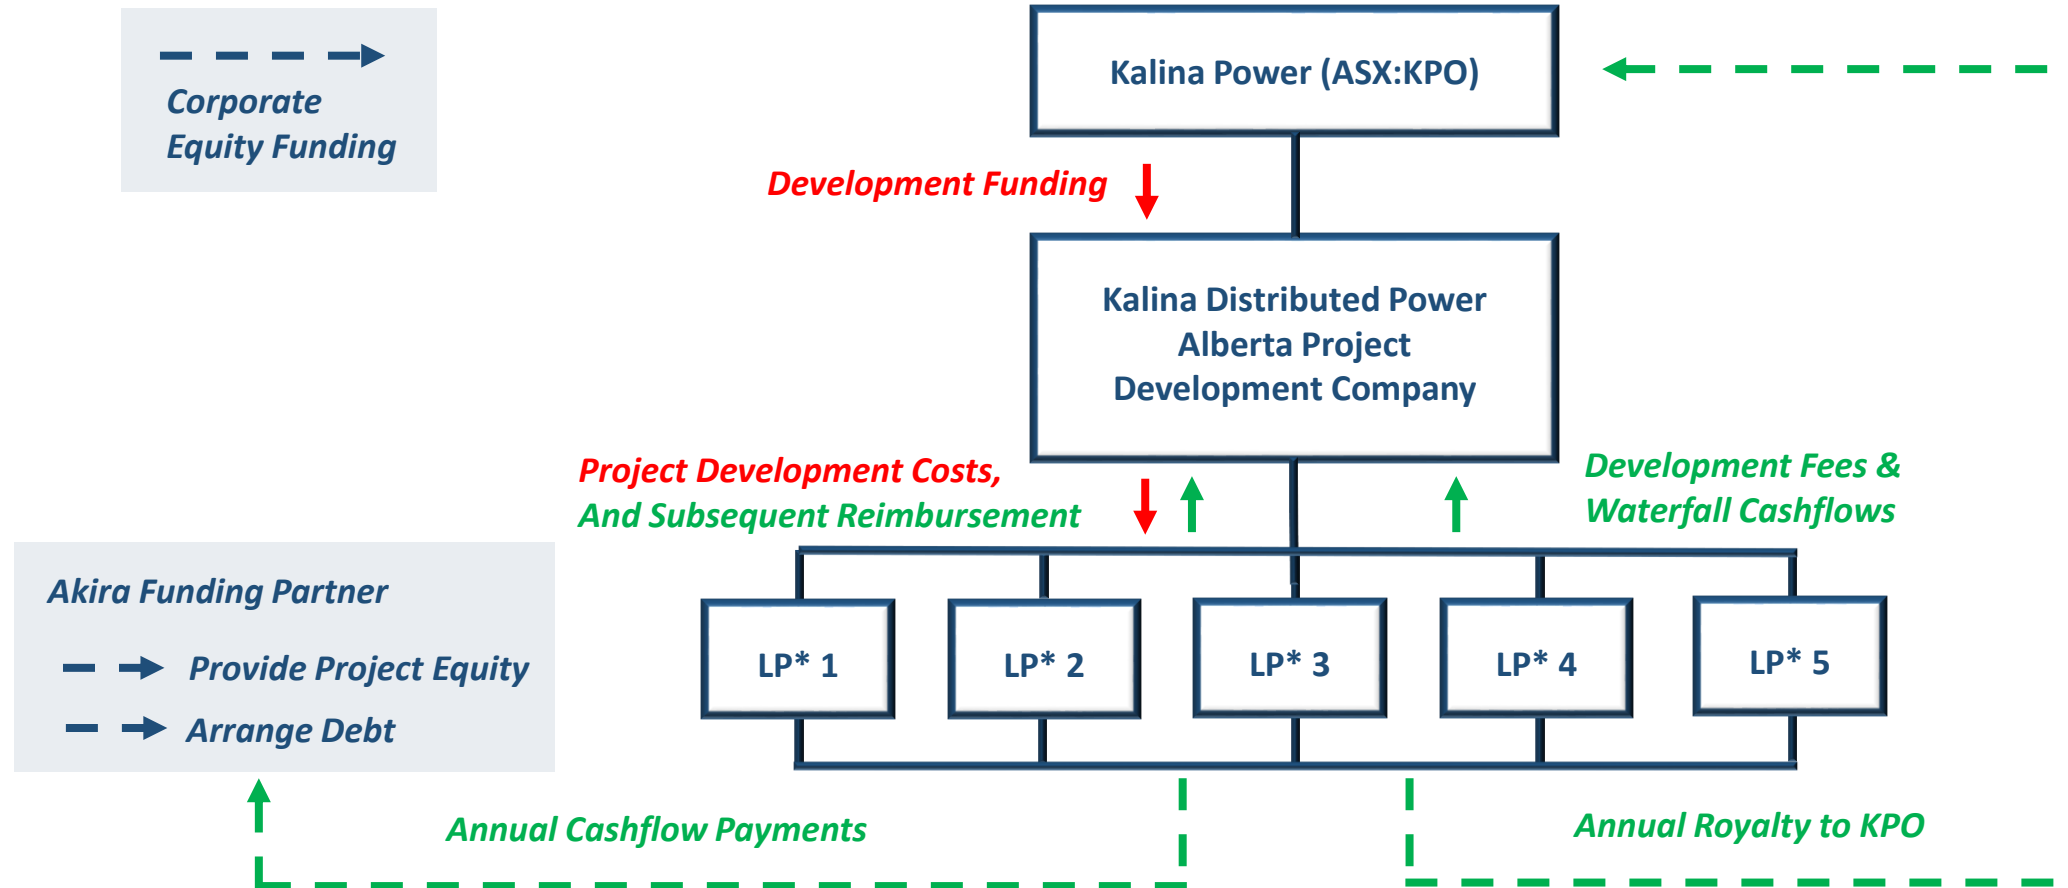 Corporate
Equity Funding
Kalina Power (ASX:KPO)
Development Funding
Kalina Distributed Power
Alberta Project
Development Company
Project Development Costs,
And Subsequent Reimbursement
Development Fees &
Waterfall Cashflows
Akira Funding Partner
Provide Project Equity
Arrange Debt
LP* 1
LP* 2
LP* 3
LP* 4
LP* 5
Annual Cashflow Payments
Annual Royalty to KPO